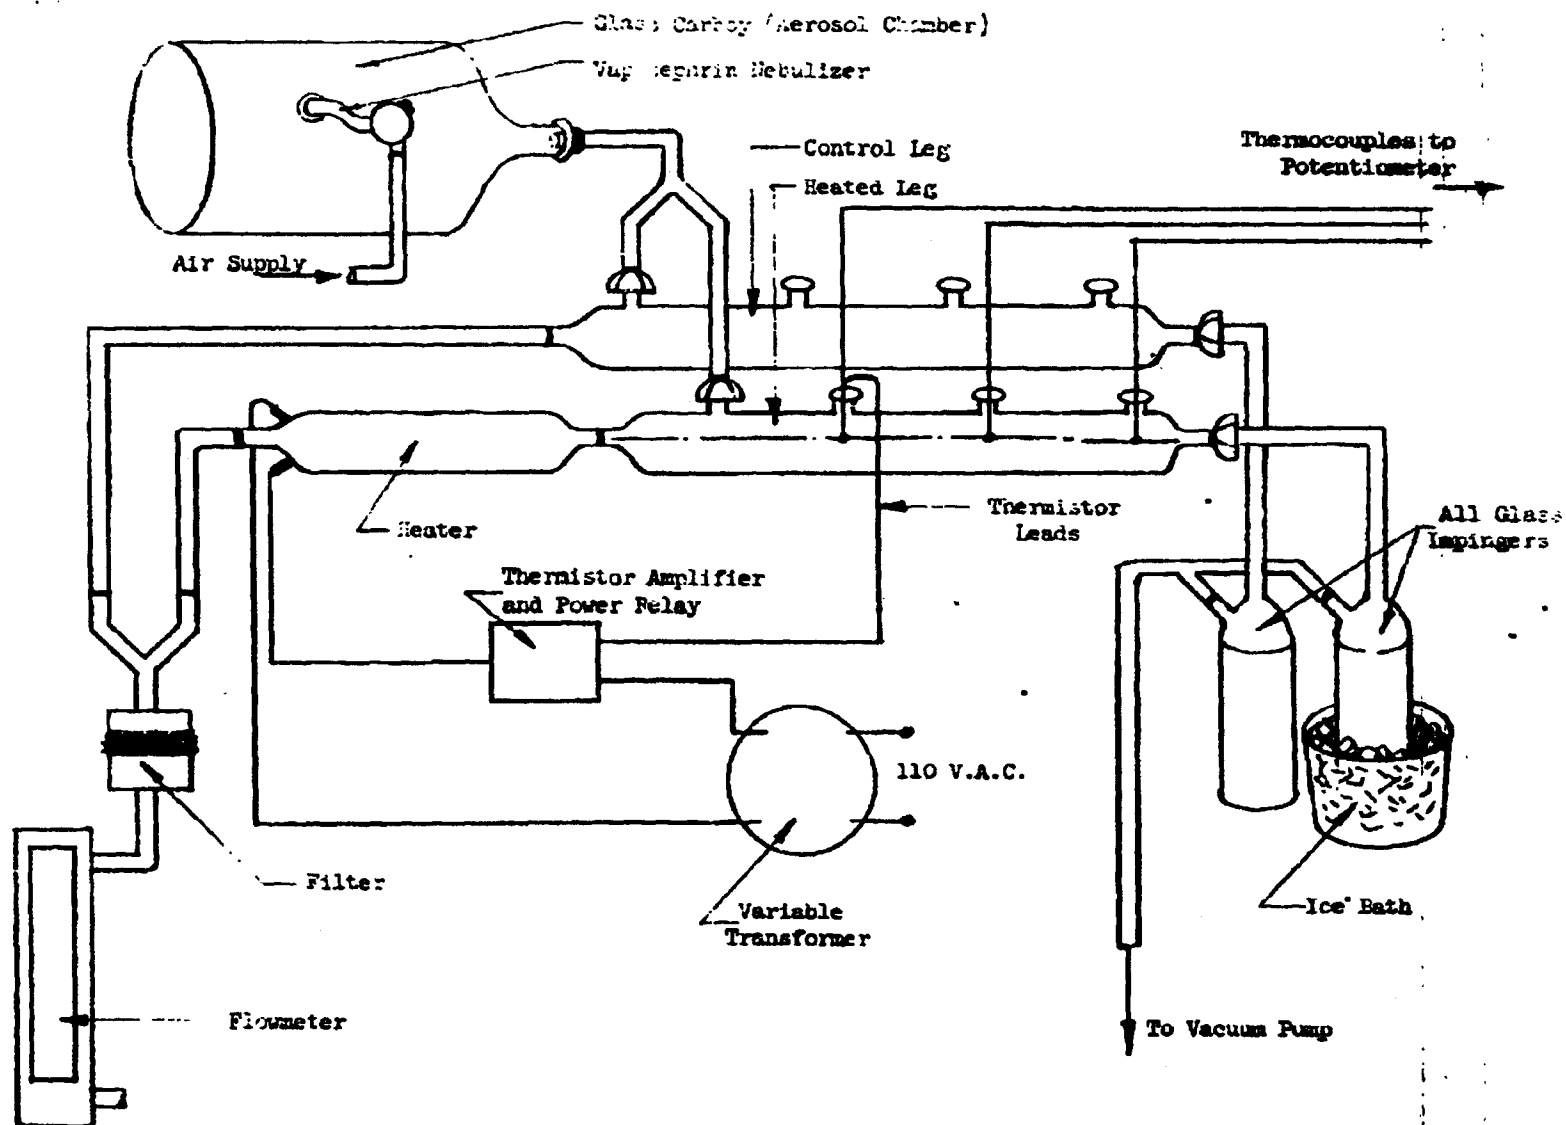 Glass Carboy (Aerosol Chamber)
Nebulizer
Control Leg
Heated Leg
Thermocouples to
Potentiometer
Air Supply
Heater
Thermistor
Leads
All Glass
Impingers
Thermistor Amplifier
and Power Relay
110 V.A.C.
Filter
Variable
Transformer
Ice Bath
Flowmeter
To Vacuum Pump